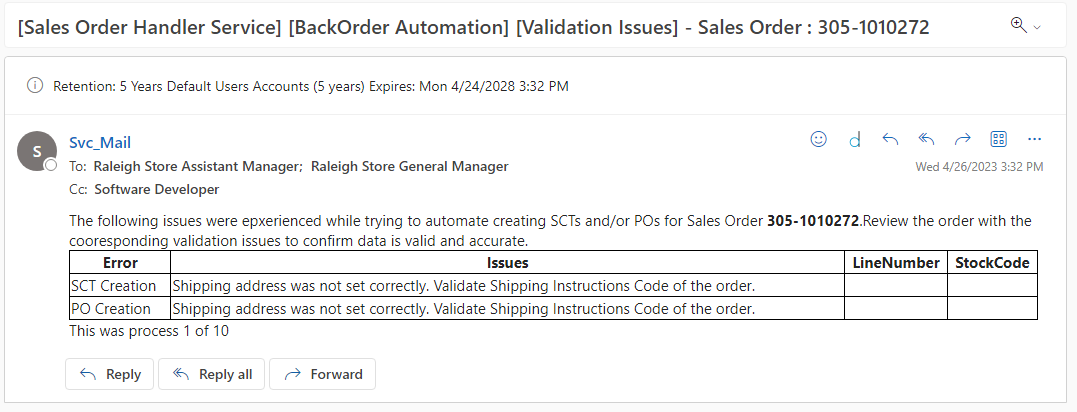 [Sales Order Handler Service] [BackOrder Automation] [Validation Issues] - Sales Order : 305-1010272
Retention: 5 Years Default Users Accounts (5 years) Expires: Mon 4/24/2028 3:32 PM
S
Svc_Mail
To: Raleigh Store Assistant Manager; Raleigh Store General Manager
Wed 4/26/2023 3:32 PM
Cc: Software Developer
The following issues were epxerienced while trying to automate creating SCTs and/or POs for Sales Order 305-1010272.Review the order with the
cooresponding validation issues to confirm data is valid and accurate.
Error Issues LineNumber StockCode
SCT Creation Shipping address was not set correctly. Validate Shipping Instructions Code of the order.
PO Creation Shipping address was not set correctly. Validate Shipping Instructions Code of the order.
This was process 1 of 10
Reply Reply all Forward